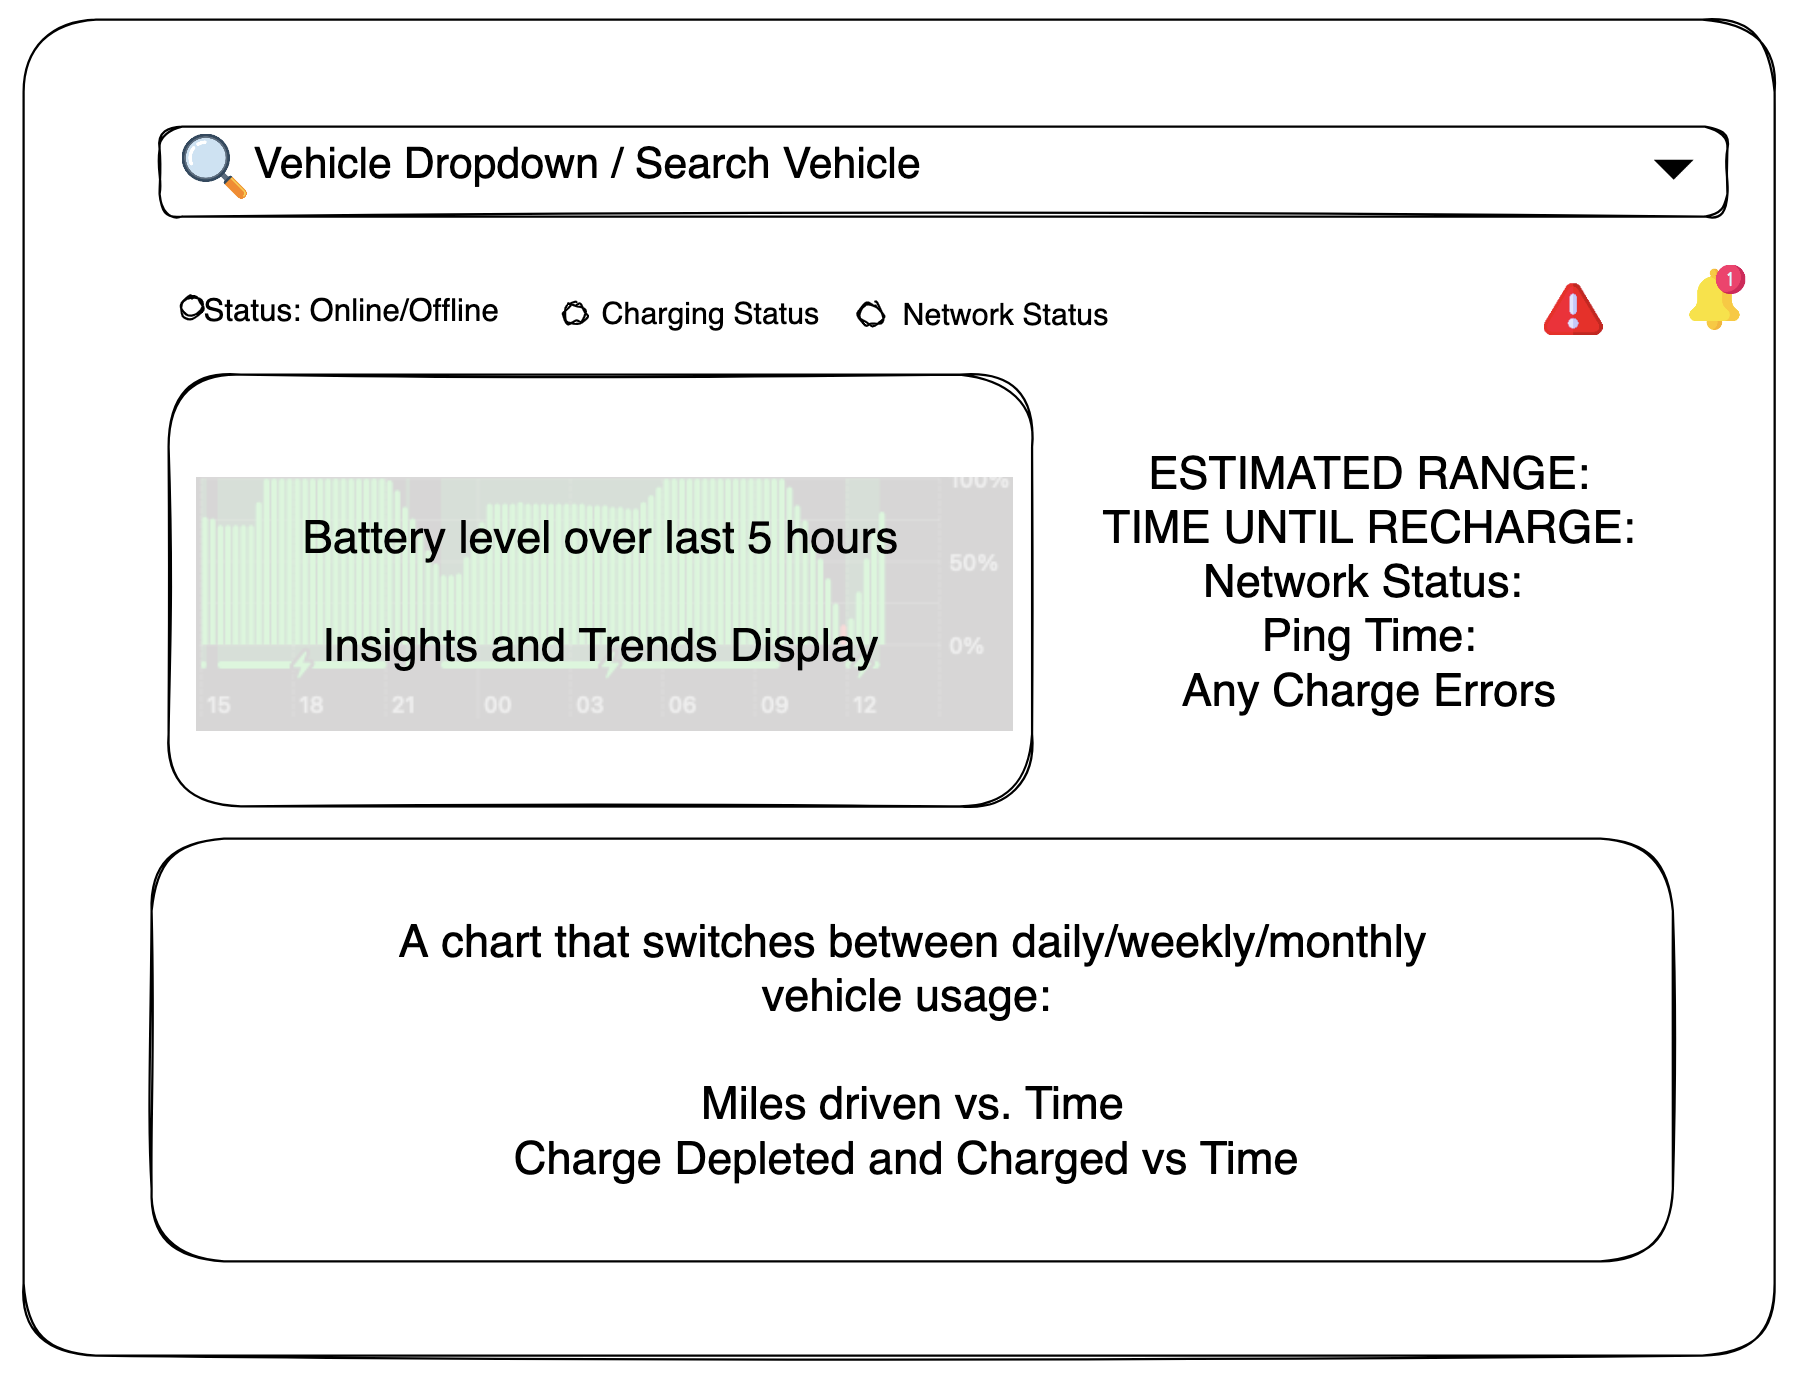 Vehicle Dropdown / Search Vehicle
Status: Online/Offline
Charging Status
Network Status
1
100%
Battery level over last 5 hours
50%
Insights and Trends Display
0%
15 18 21 00 03 06 09 12
ESTIMATED RANGE:
TIME UNTIL RECHARGE:
Network Status:
Ping Time:
Any Charge Errors
A chart that switches between daily/weekly/monthly
vehicle usage:
Miles driven vs. Time
Charge Depleted and Charged vs Time